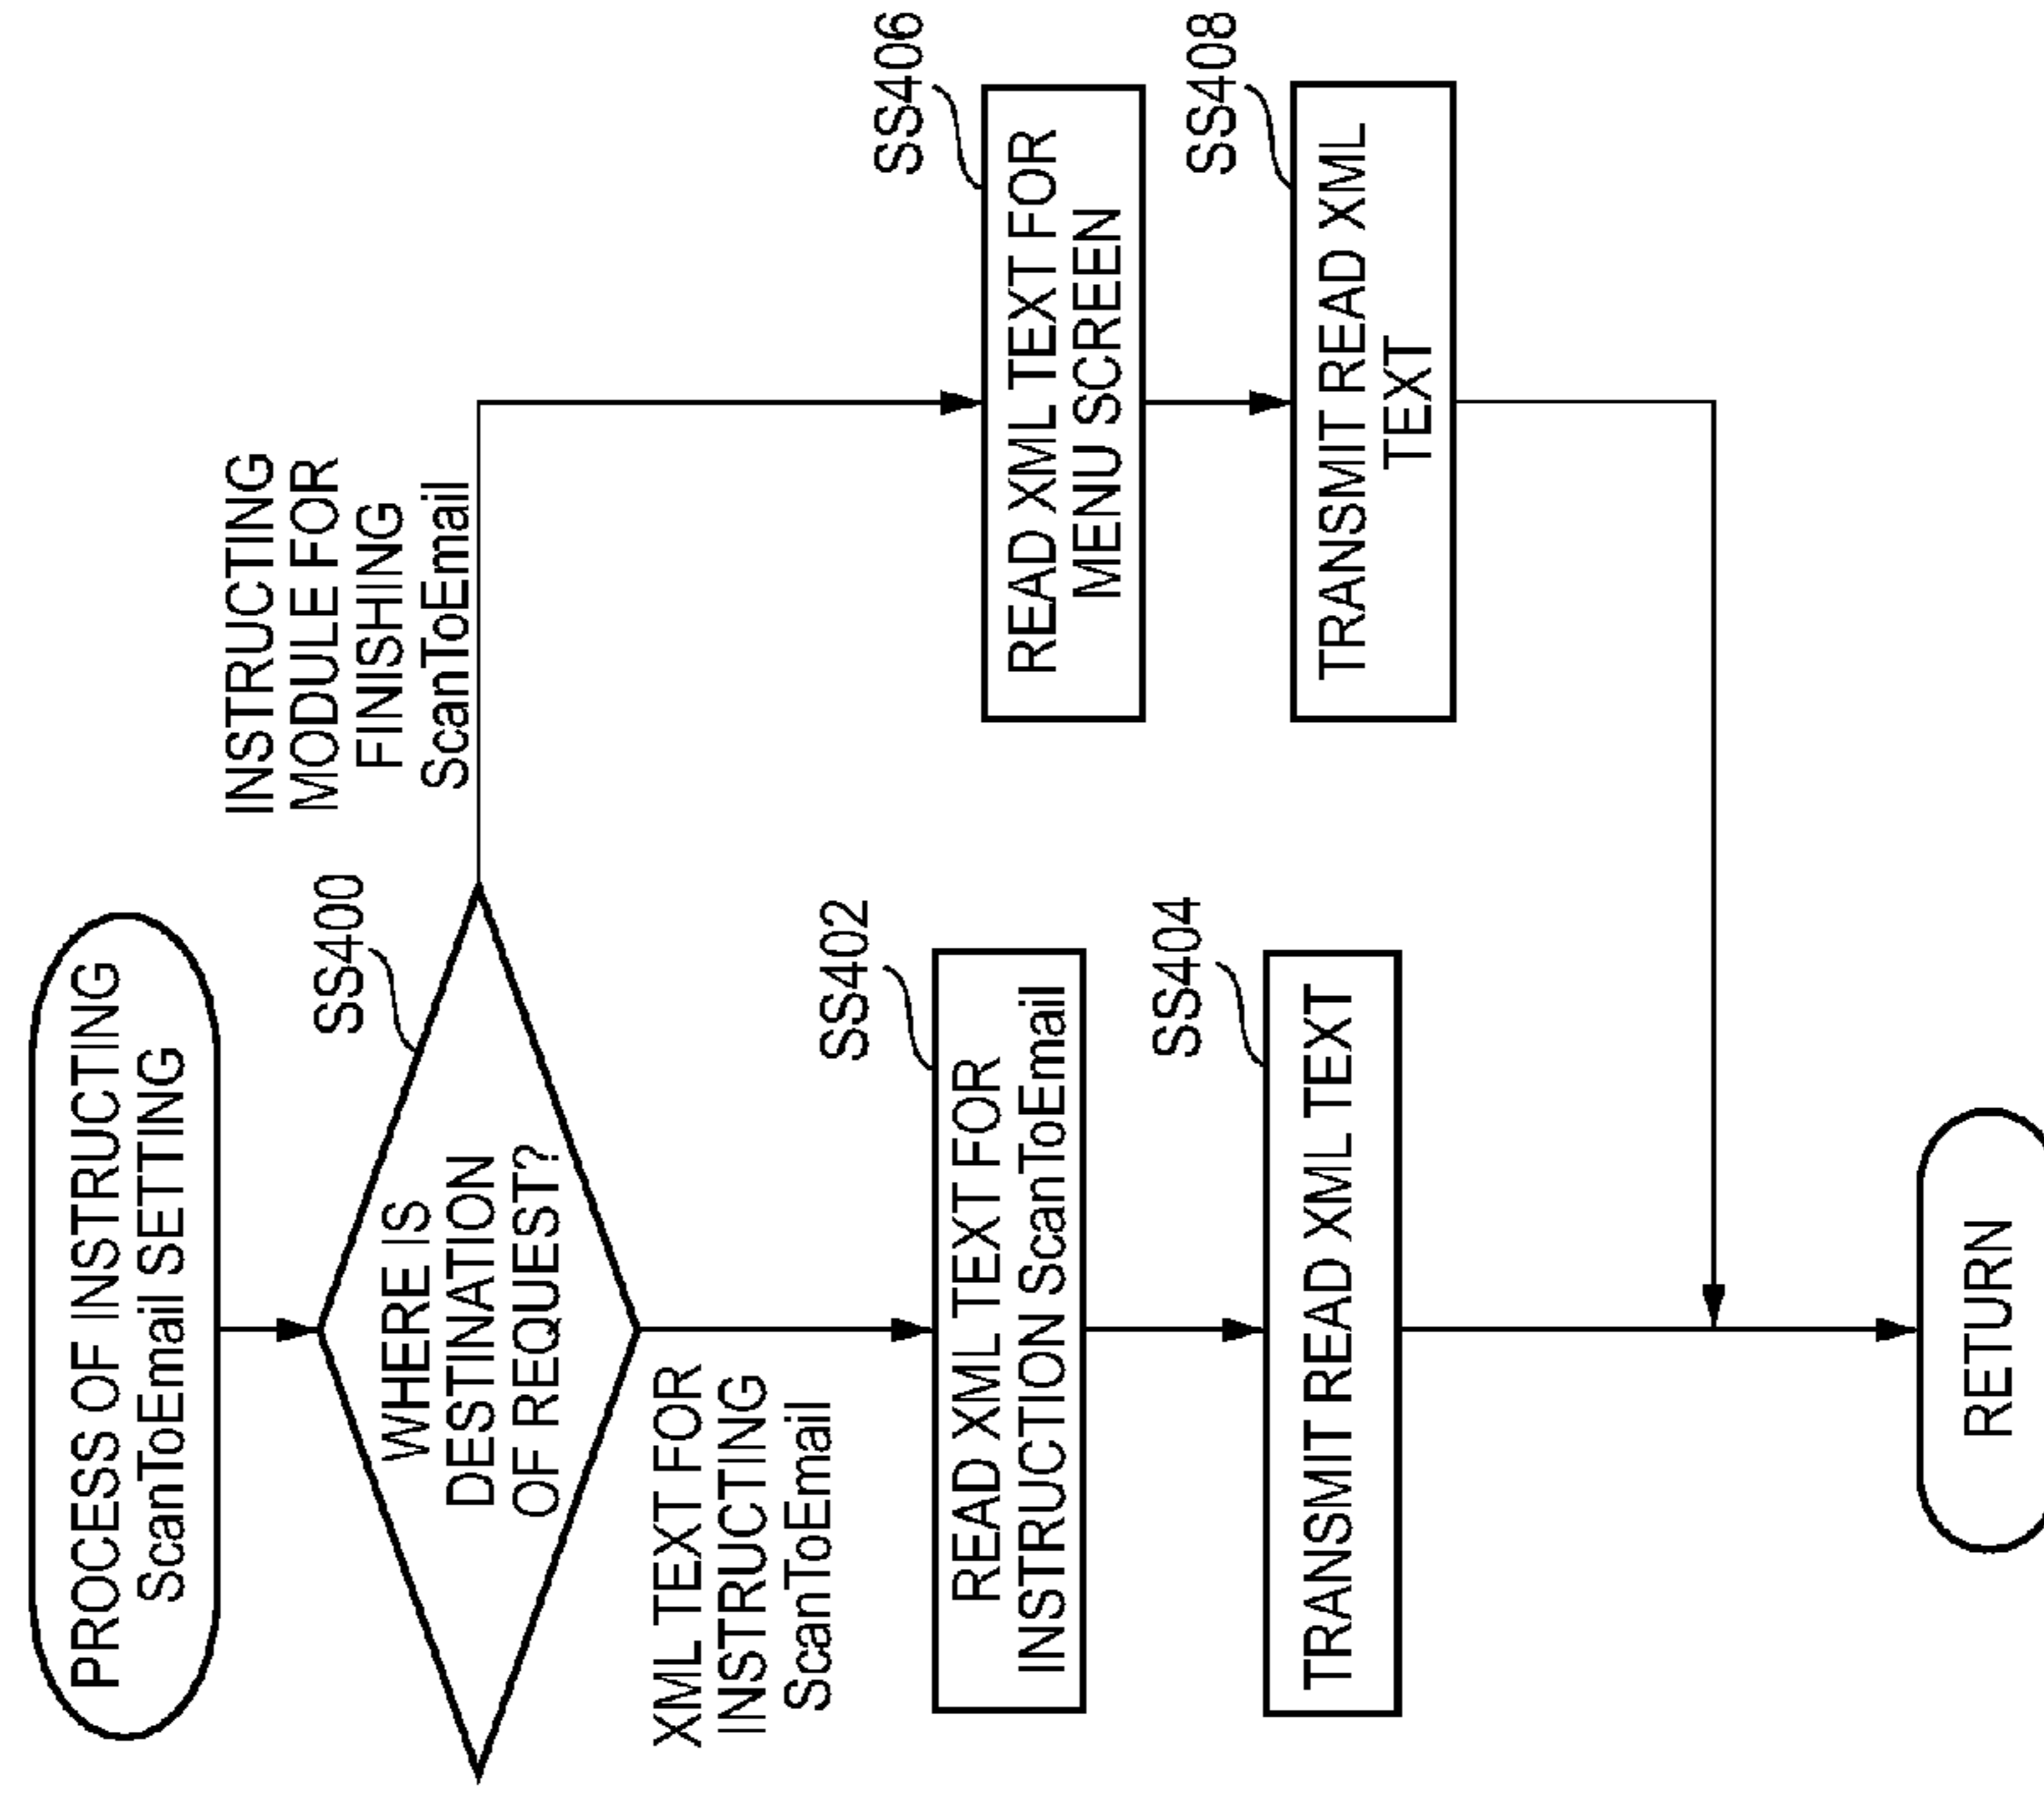 PROCESS OF INSTRUCTING
ScanToEmail SETTING
SS400
WHERE IS
DESTINATION
OF REQUEST?
INSTRUCTING
MODULE FOR
FINISHING
ScanToEmail
XML TEXT FOR
INSTRUCTING
ScanToEmail
SS402
READ XML TEXT FOR
INSTRUCTION ScanToEmail
SS404
TRANSMIT READ XML TEXT
SS406
READ XML TEXT FOR
MENU SCREEN
SS408
TRANSMIT READ XML
TEXT
RETURN